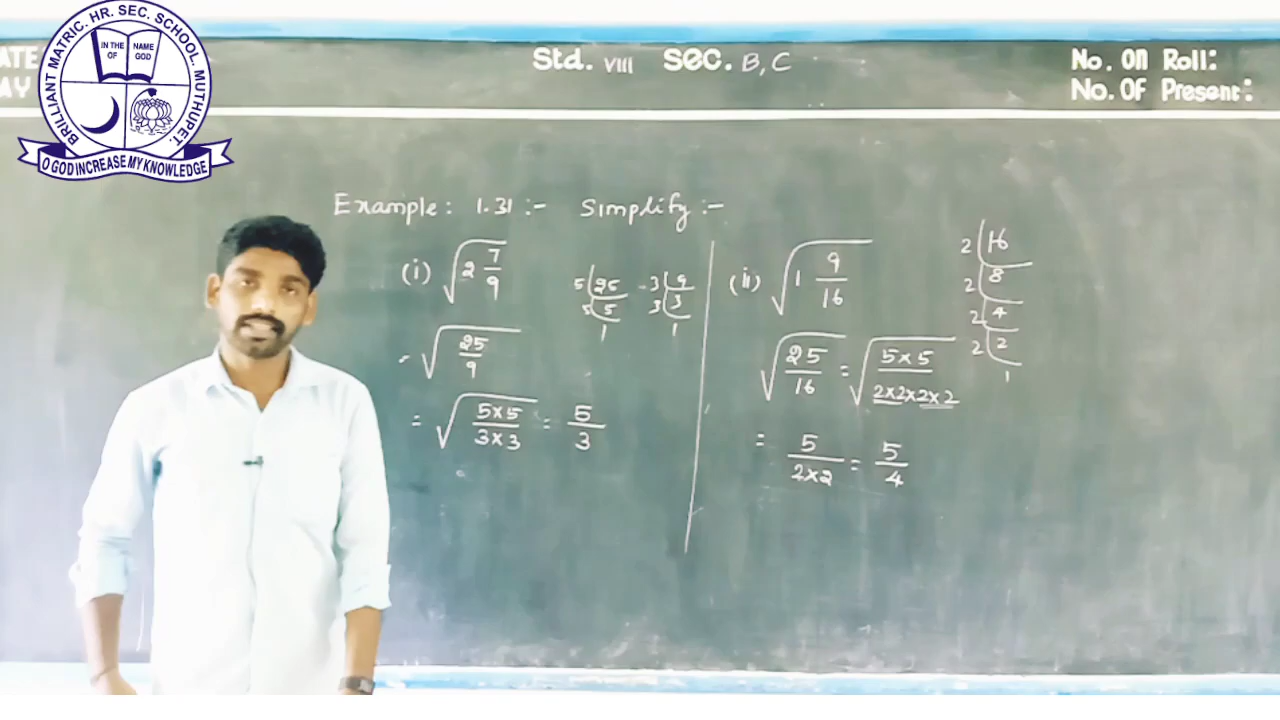 BRILLIANT MATRIC. HR. SEC. SCHOOL, MUTHUPET.
IN THE NAME
OF GOD
O GOD INCREASE MY KNOWLEDGE
ATE
AY
Std. VIII SEC. B, C
No. On Roll:
No. OF Present:
Example: 1.31 :- Simplify :-
(i) √2 7/9
5 25
5 5
1
3 9
3 3
1
= √25/9
= √5×5/3×3 = 5/3
(ii) √1 9/16
2 16
2 8
2 4
2 2
1
√25/16 = √5×5/2×2×2×2
= 5/2×2 = 5/4